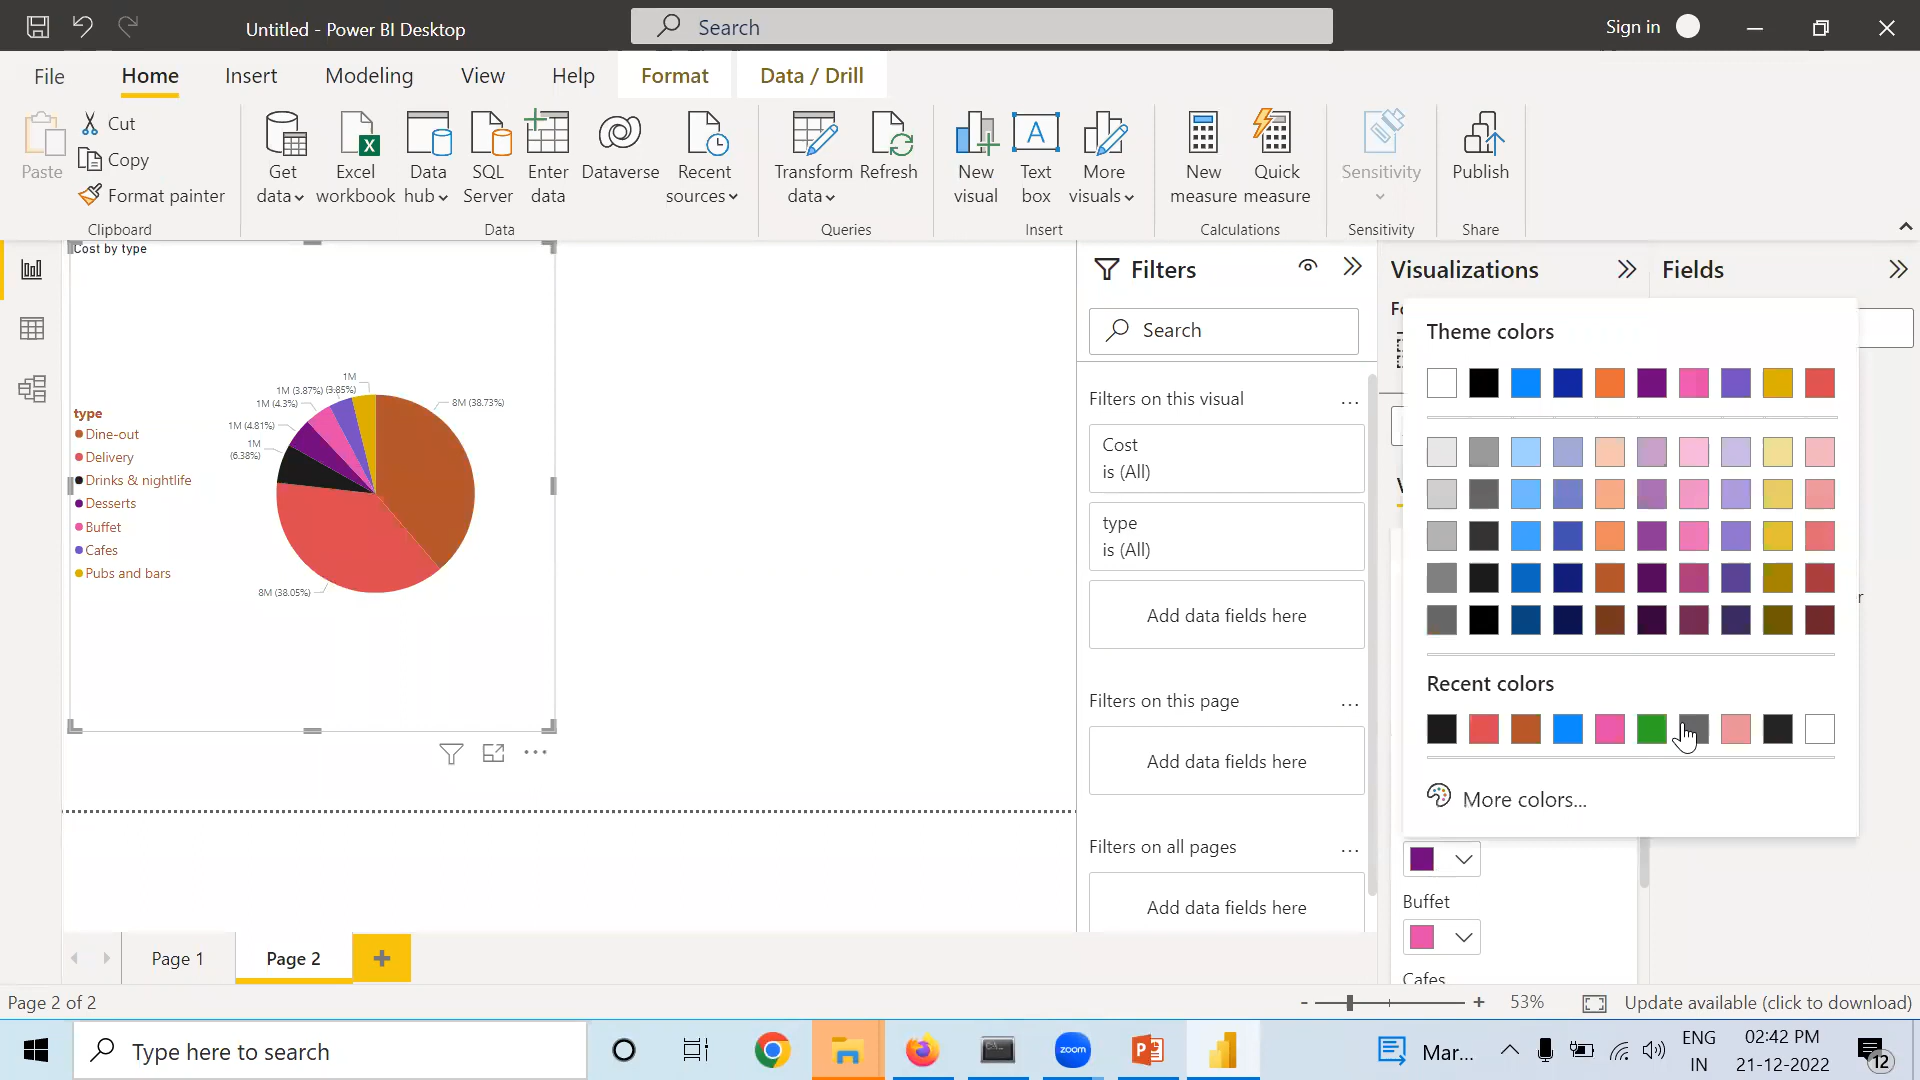 Untitled - Power BI Desktop
Search
Sign in
File
Home
Insert
Modeling
View
Help
Format
Data / Drill
Paste
Cut
Copy
Format painter
Clipboard
Get data
Excel workbook
Data hub
SQL Server
Enter data
Dataverse
Recent sources
Data
Transform data
Refresh
Queries
New visual
A
Text box
More visuals
Insert
New measure
Quick measure
Calculations
Sensitivity
Sensitivity
Publish
Share
Cost by type
type
Dine-out
Delivery
Drinks & nightlife
Desserts
Buffet
Cafes
Pubs and bars
1M
(3.85%)
1M (3.87%)
1M (4.3%)
1M (4.81%)
1M
(6.38%)
8M (38.73%)
8M (38.05%)
Filters
Search
Filters on this visual
...
Cost
is (All)
type
is (All)
Add data fields here
Filters on this page
...
Add data fields here
Filters on all pages
...
Add data fields here
Visualizations
Fields
Theme colors
Recent colors
More colors...
Buffet
Cafes
Page 1
Page 2
+
Page 2 of 2
-
+
53%
Update available (click to download)
Type here to search
zoom
Mar...
ENG
IN
02:42 PM
21-12-2022
12